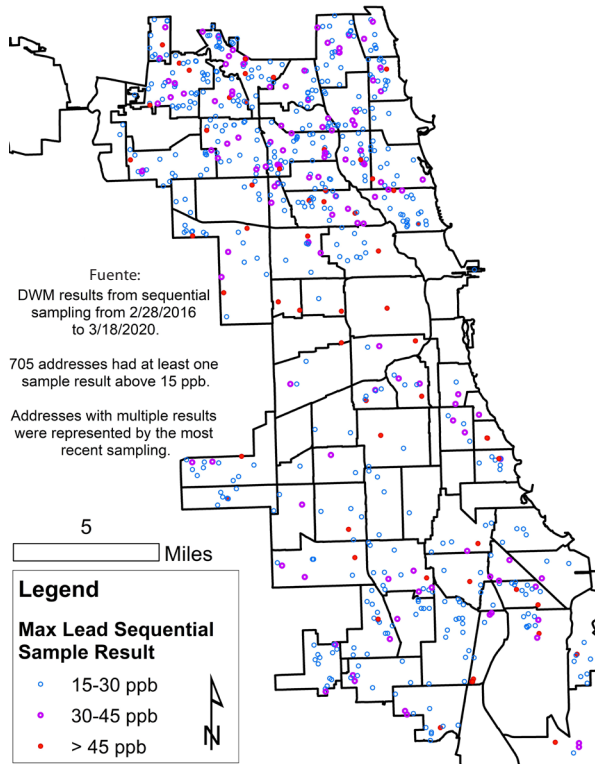 Fuente:
DWM results from sequential
sampling from 2/28/2016
to 3/18/2020.
705 addresses had at least one
sample result above 15 ppb.
Addresses with multiple results
were represented by the most
recent sampling.
5
Miles
Legend
Max Lead Sequential
Sample Result
15-30 ppb
30-45 ppb
> 45 ppb
N